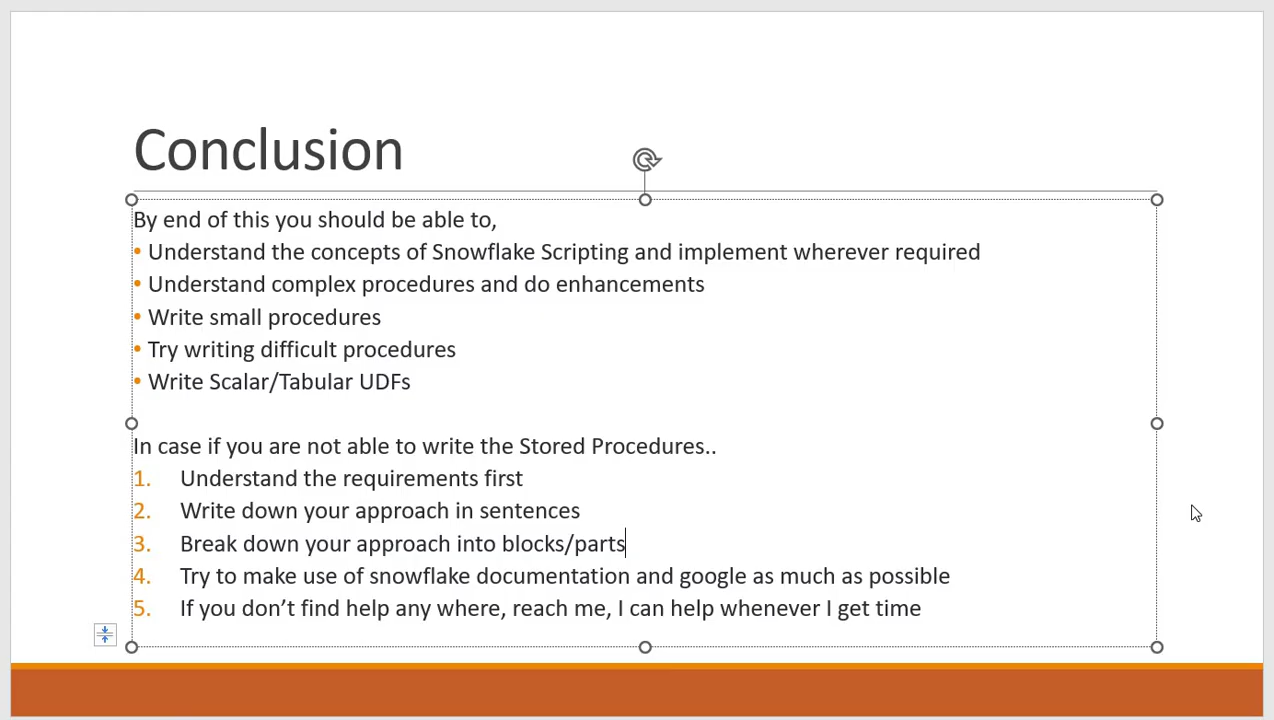 Conclusion
By end of this you should be able to,
• Understand the concepts of Snowflake Scripting and implement wherever required
• Understand complex procedures and do enhancements
• Write small procedures
• Try writing difficult procedures
• Write Scalar/Tabular UDFs
In case if you are not able to write the Stored Procedures..
1. Understand the requirements first
2. Write down your approach in sentences
3. Break down your approach into blocks/parts
4. Try to make use of snowflake documentation and google as much as possible
5. If you don’t find help any where, reach me, I can help whenever I get time